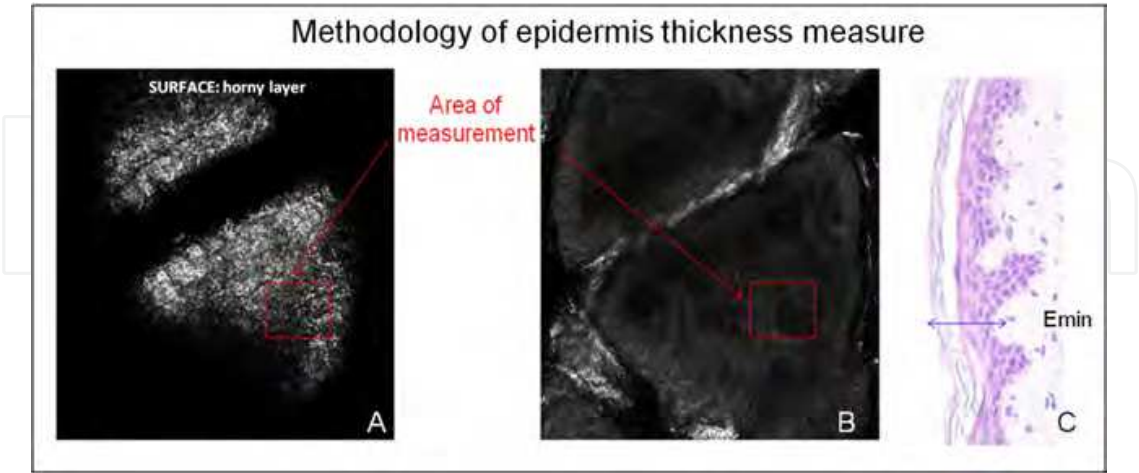 Methodology of epidermis thickness measure
SURFACE: horny layer
Area of
measurement
A
B
Emin
C